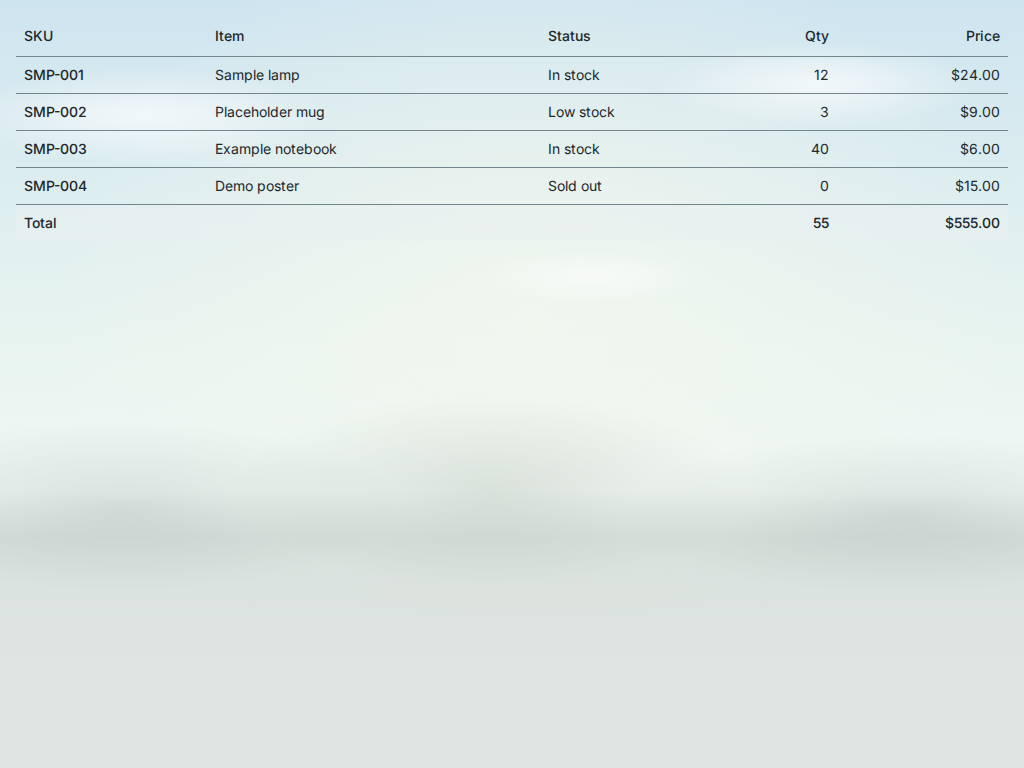 SKU Item Status Qty Price
SMP-001 Sample lamp In stock 12 $24.00
SMP-002 Placeholder mug Low stock 3 $9.00
SMP-003 Example notebook In stock 40 $6.00
SMP-004 Demo poster Sold out 0 $15.00
Total 55 $555.00